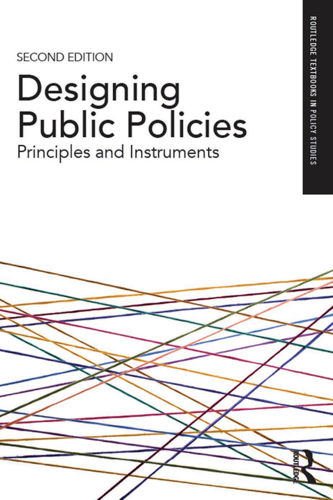 SECOND EDITION
Designing
Public Policies
Principles and Instruments
ROUTLEDGE TEXTBOOKS IN POLICY STUDIES
ROUTLEDGE